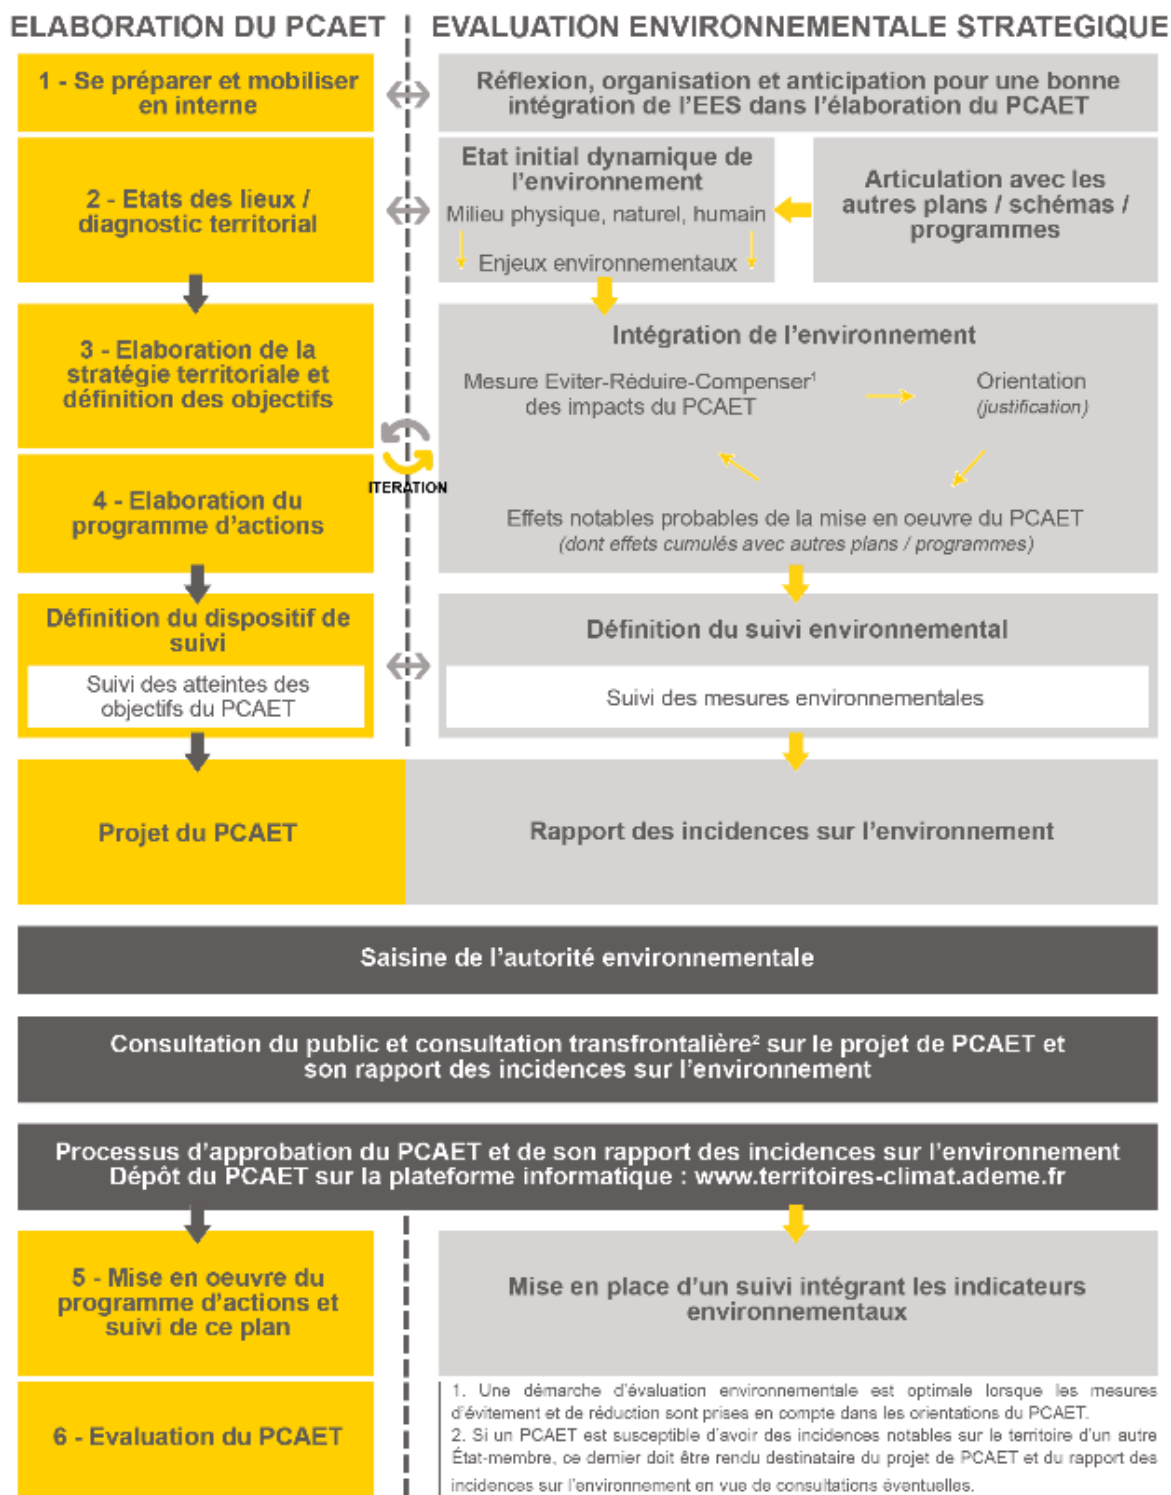 ELABORATION DU PCAET
EVALUATION ENVIRONNEMENTALE STRATEGIQUE
1 - Se préparer et mobiliser
en interne
Réflexion, organisation et anticipation pour une bonne
intégration de l'EES dans l'élaboration du PCAET
2 - Etats des lieux /
diagnostic territorial
Etat initial dynamique de
l'environnement
Milieu physique, naturel, humain
Enjeux environnementaux
Articulation avec les
autres plans / schémas /
programmes
3 - Elaboration de la
stratégie territoriale et
définition des objectifs
Intégration de l'environnement
Mesure Eviter-Réduire-Compenser¹
des impacts du PCAET
Orientation
(justification)
ITERATION
4 - Elaboration du
programme d'actions
Effets notables probables de la mise en oeuvre du PCAET
(dont effets cumulés avec autres plans / programmes)
Définition du dispositif de
suivi
Suivi des atteintes des
objectifs du PCAET
Définition du suivi environnemental
Suivi des mesures environnementales
Projet du PCAET
Rapport des incidences sur l'environnement
Saisine de l'autorité environnementale
Consultation du public et consultation transfrontalière² sur le projet de PCAET et
son rapport des incidences sur l'environnement
Processus d'approbation du PCAET et de son rapport des incidences sur l'environnement
Dépôt du PCAET sur la plateforme informatique : www.territoires-climat.ademe.fr
5 - Mise en oeuvre du
programme d'actions et
suivi de ce plan
Mise en place d'un suivi intégrant les indicateurs
environnementaux
6 - Evaluation du PCAET
1. Une démarche d'évaluation environnementale est optimale lorsque les mesures
d'évitement et de réduction sont prises en compte dans les orientations du PCAET.
2. Si un PCAET est susceptible d'avoir des incidences notables sur le territoire d'un autre
État-membre, ce dernier doit être rendu destinataire du projet de PCAET et du rapport des
incidences sur l'environnement en vue de consultations éventuelles.